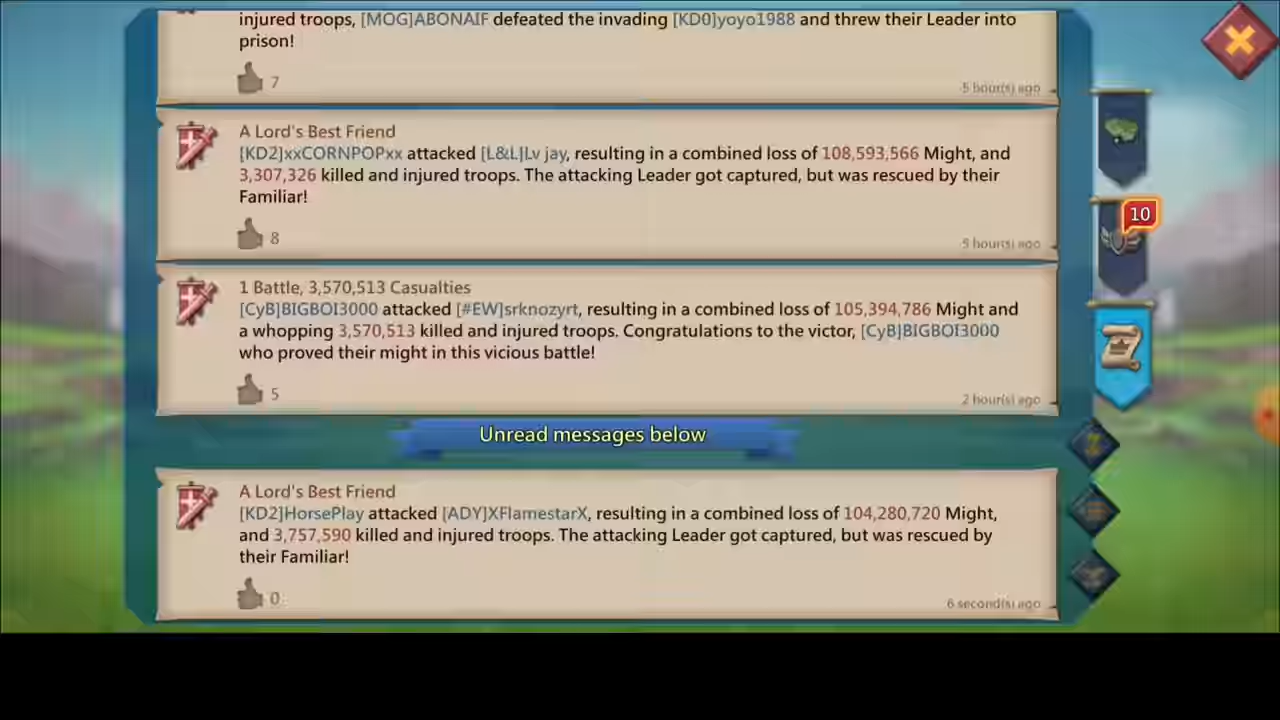 injured troops, [MOG]ABONAIF defeated the invading [KD0]yoyo1988 and threw their Leader into
prison!
7
5 hour(s) ago
A Lord's Best Friend
[KD2]xxCORNPOPxx attacked [L&L]Lv jay, resulting in a combined loss of 108,593,566 Might, and
3,307,326 killed and injured troops. The attacking Leader got captured, but was rescued by their
Familiar!
8
5 hour(s) ago
10
1 Battle, 3,570,513 Casualties
[CyB]BIGBOI3000 attacked [#EW]srknozyrt, resulting in a combined loss of 105,394,786 Might and
a whopping 3,570,513 killed and injured troops. Congratulations to the victor, [CyB]BIGBOI3000
who proved their might in this vicious battle!
5
2 hour(s) ago
Unread messages below
A Lord's Best Friend
[KD2]HorsePlay attacked [ADY]XFlamestarX, resulting in a combined loss of 104,280,720 Might,
and 3,757,590 killed and injured troops. The attacking Leader got captured, but was rescued by
their Familiar!
0
6 second(s) ago